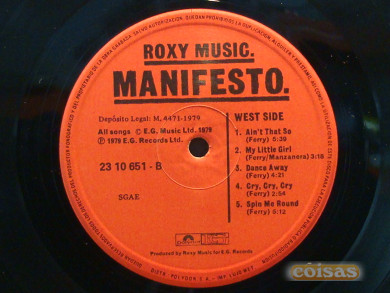 ROXY MUSIC.
MANIFESTO.
Depósito Legal: M. 4471-1979
All songs © E.G. Music Ltd. 1979
℗ 1979 E.G. Records Ltd.
23 10 651 - B
SGAE
WEST SIDE
1. Ain't That So
(Ferry) 5:39
2. My Little Girl
(Ferry/Manzanera) 3:18
3. Dance Away
(Ferry) 4:21
4. Cry, Cry, Cry
(Ferry) 2:54
5. Spin Me Round
(Ferry) 5:12
Produced by Roxy Music for E.G. Records
coisas